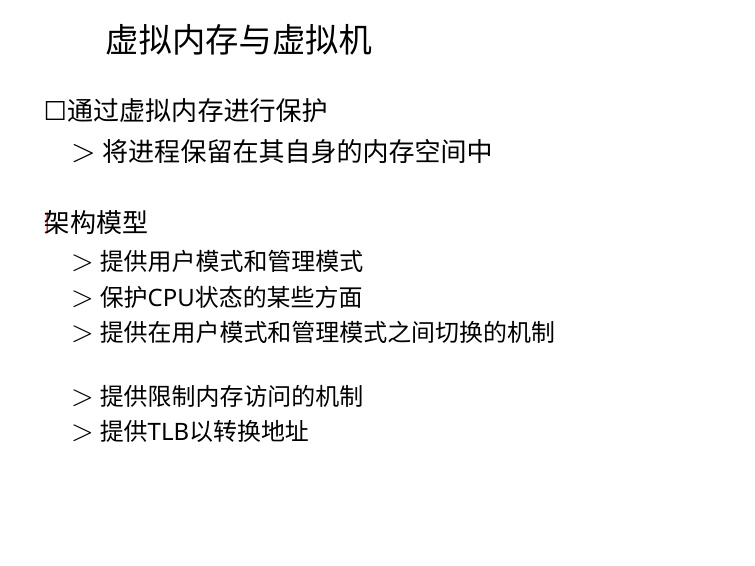 虚拟内存与虚拟机
☐通过虚拟内存进行保护
＞ 将进程保留在其自身的内存空间中
架构模型
＞ 提供用户模式和管理模式
＞ 保护CPU状态的某些方面
＞ 提供在用户模式和管理模式之间切换的机制
＞ 提供限制内存访问的机制
＞ 提供TLB以转换地址